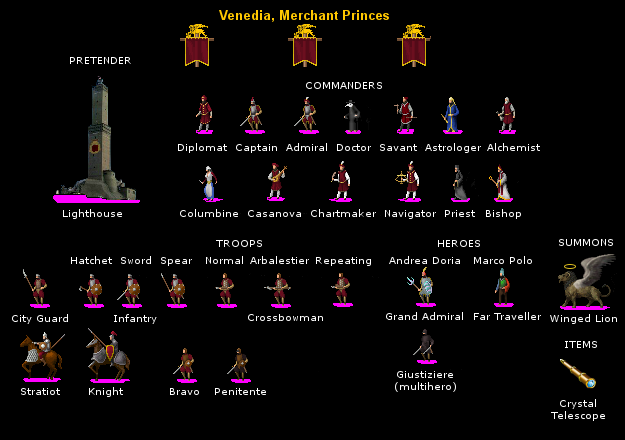 Venedia, Merchant Princes
PRETENDER
COMMANDERS
Diplomat Captain Admiral Doctor Savant Astrologer Alchemist
Lighthouse
Columbine Casanova Chartmaker Navigator Priest Bishop
TROOPS
HEROES
SUMMONS
Hatchet Sword Spear Normal Arbalestier Repeating
Andrea Doria Marco Polo
City Guard Infantry Crossbowman
Grand Admiral Far Traveller
Winged Lion
ITEMS
Stratiot Knight Bravo Penitente
Giustiziere
(multihero)
Crystal
Telescope